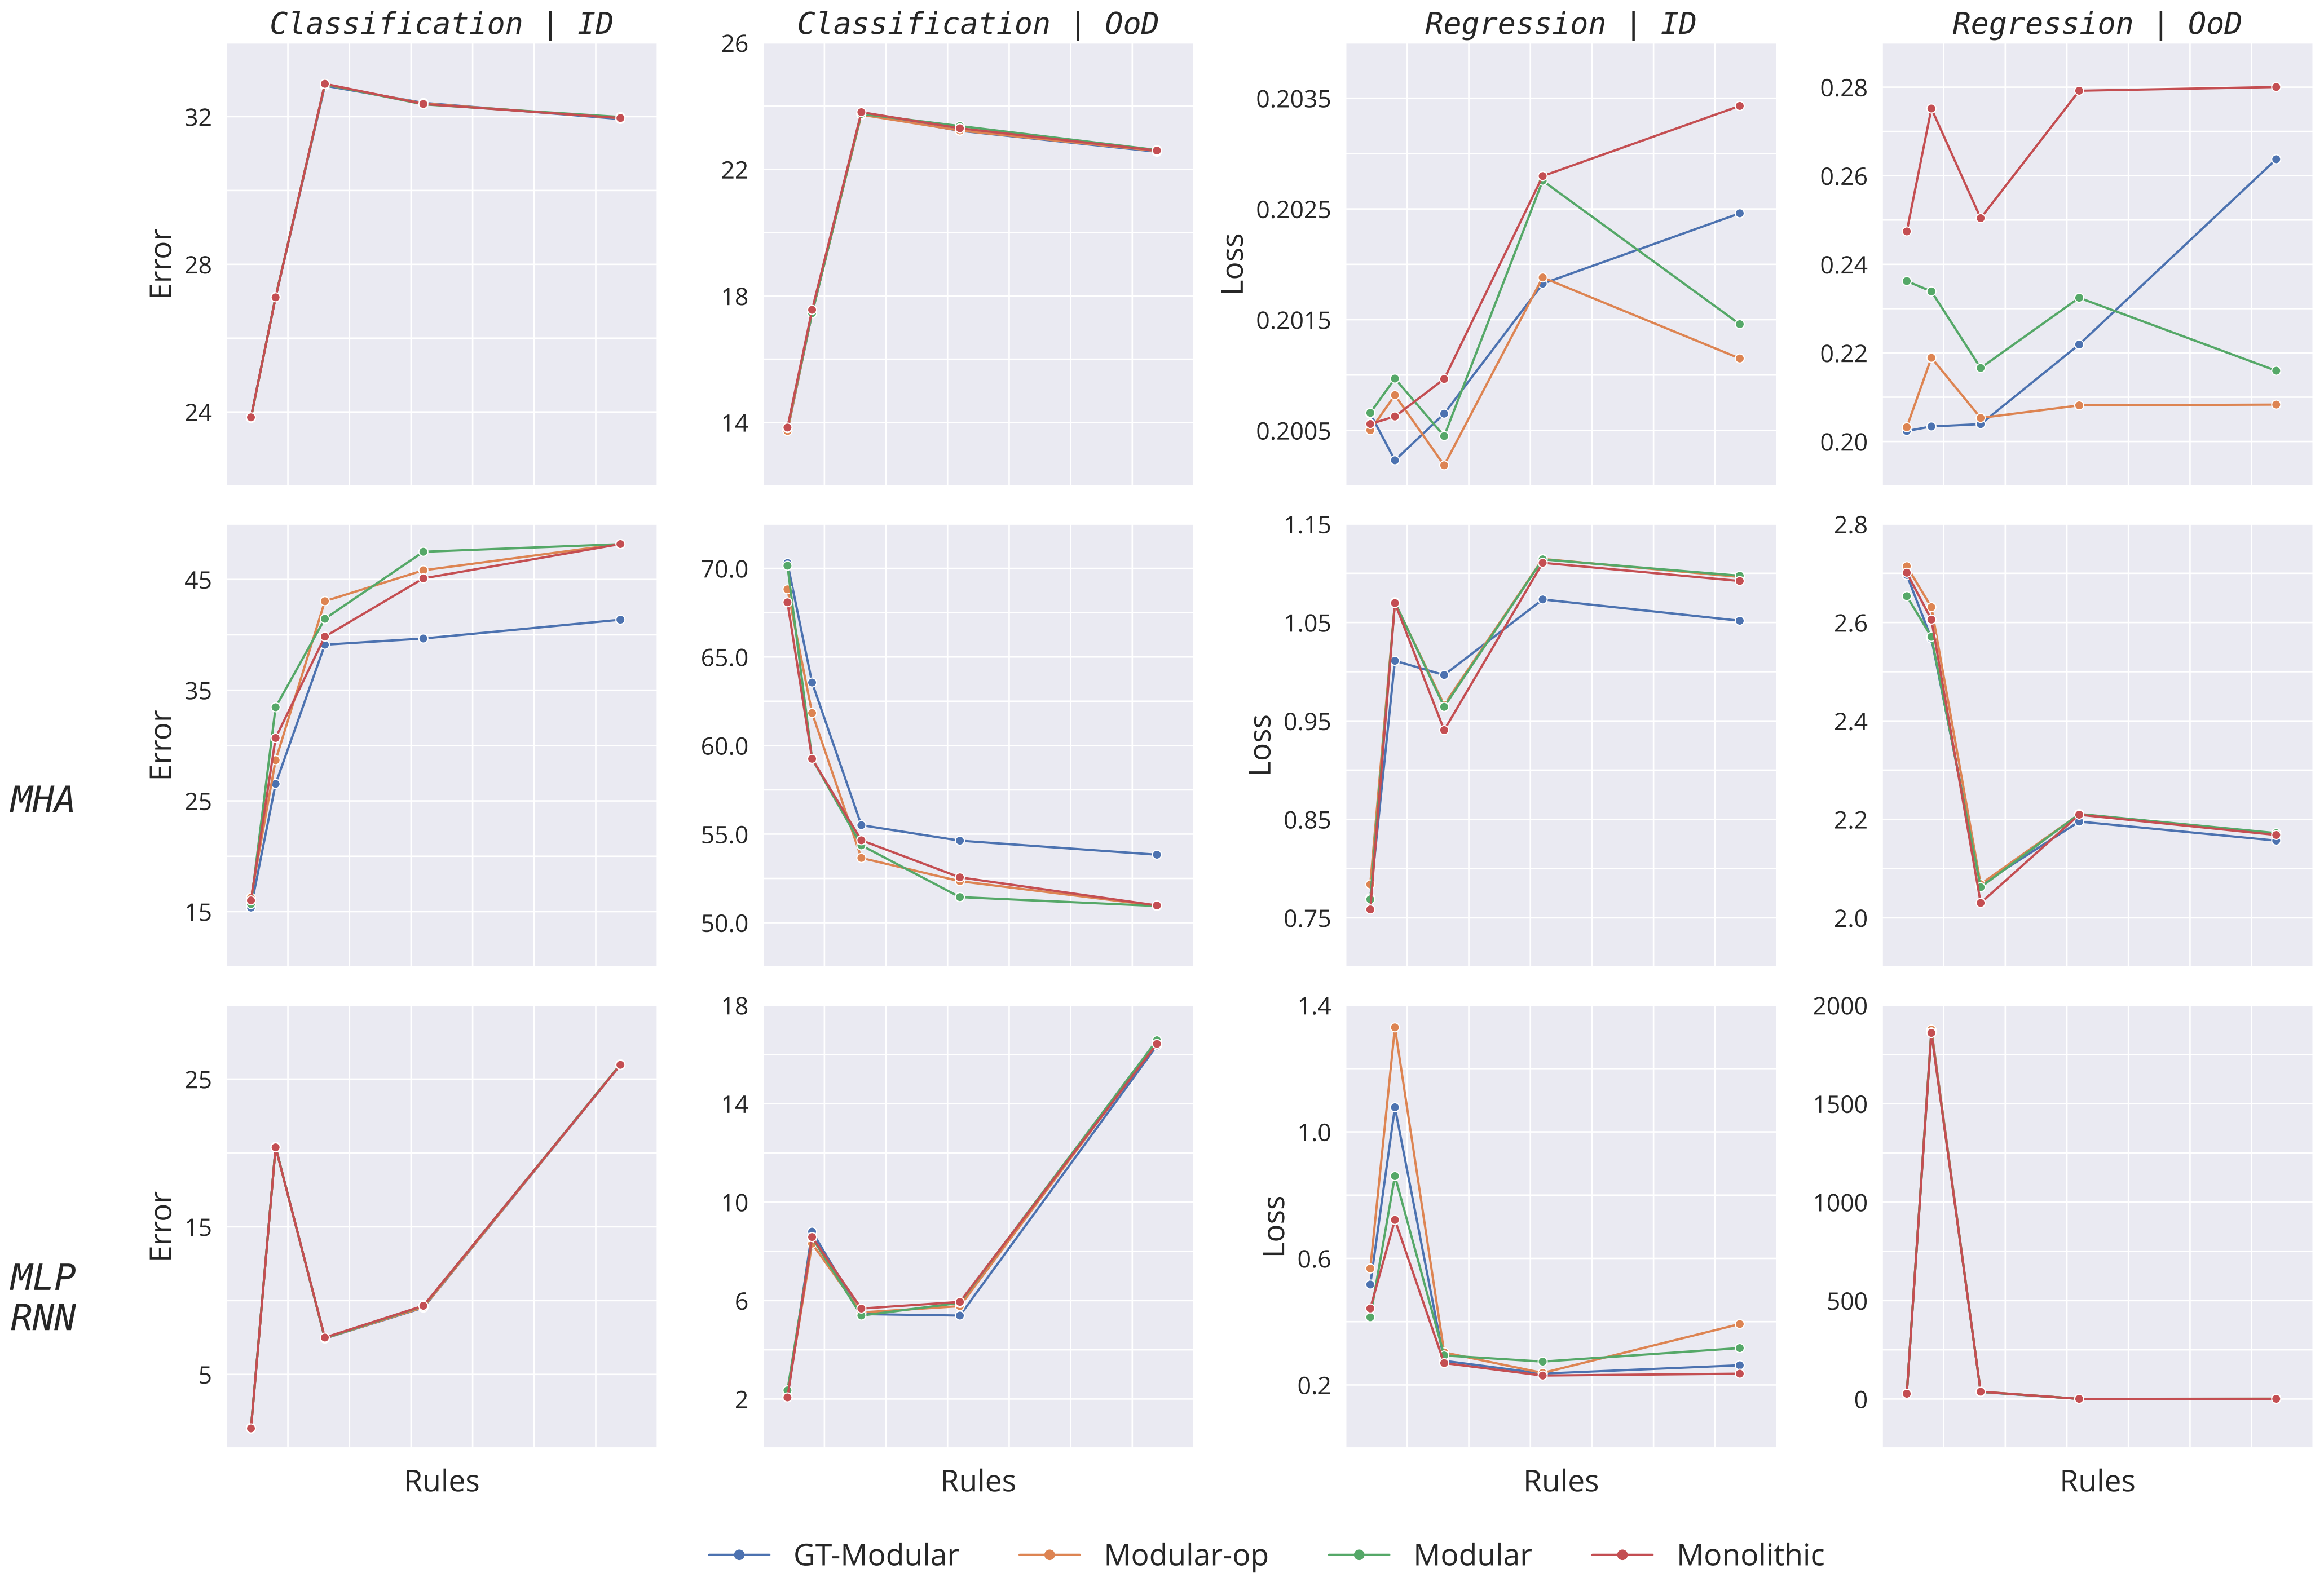 Classification | ID
Classification | OoD
Regression | ID
Regression | OoD
Error
32
28
24
26
22
18
14
Loss
0.2035
0.2025
0.2015
0.2005
0.28
0.26
0.24
0.22
0.20
MHA
Error
45
35
25
15
70.0
65.0
60.0
55.0
50.0
Loss
1.15
1.05
0.95
0.85
0.75
2.8
2.6
2.4
2.2
2.0
MLP
RNN
Error
25
15
5
18
14
10
6
2
Loss
1.4
1.0
0.6
0.2
2000
1500
1000
500
0
Rules
Rules
Rules
Rules
GT-Modular
Modular-op
Modular
Monolithic